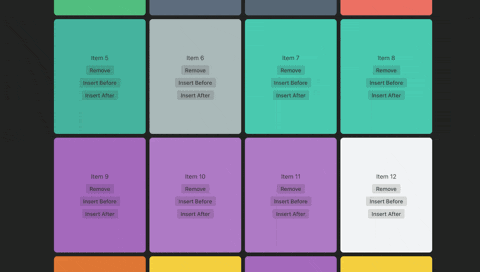 Item 5
Remove
Insert Before
Insert After
Item 6
Remove
Insert Before
Insert After
Item 7
Remove
Insert Before
Insert After
Item 8
Remove
Insert Before
Insert After
Item 9
Remove
Insert Before
Insert After
Item 10
Remove
Insert Before
Insert After
Item 11
Remove
Insert Before
Insert After
Item 12
Remove
Insert Before
Insert After